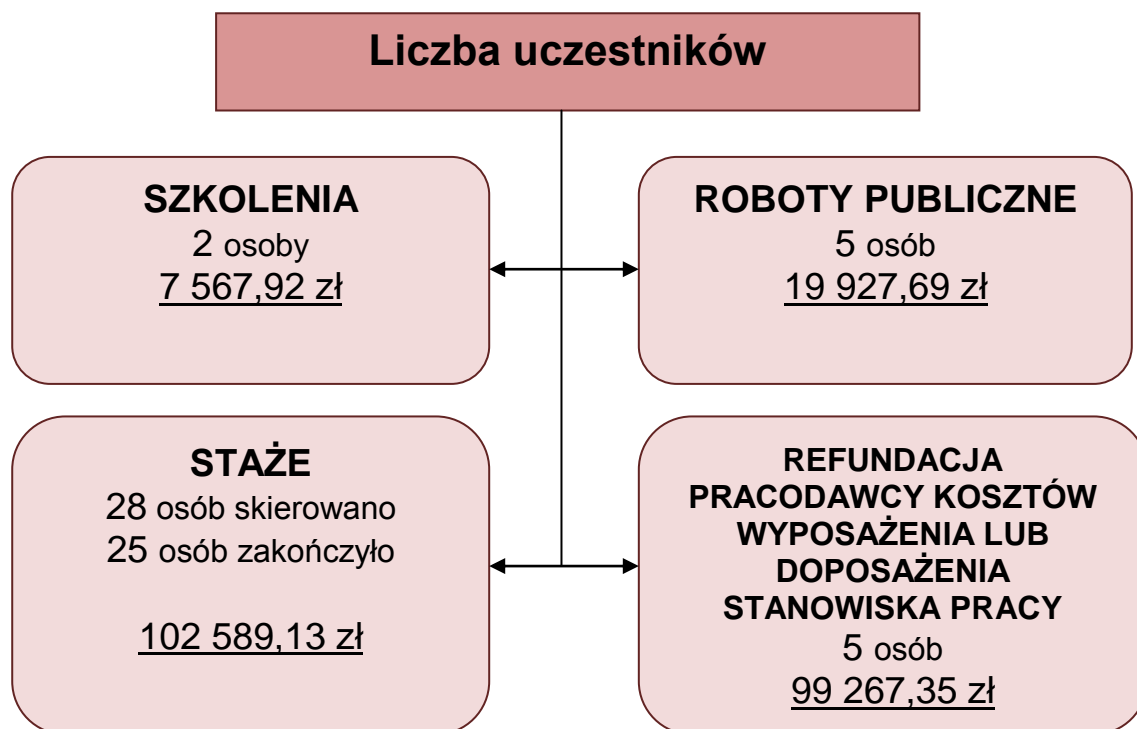 Liczba uczestników
SZKOLENIA
2 osoby
7 567,92 zł
ROBOTY PUBLICZNE
5 osób
19 927,69 zł
STAŻE
28 osób skierowano
25 osób zakończyło
102 589,13 zł
REFUNDACJA
PRACODAWCY KOSZTÓW
WYPOSAŻENIA LUB
DOPOSAŻENIA
STANOWISKA PRACY
5 osób
99 267,35 zł